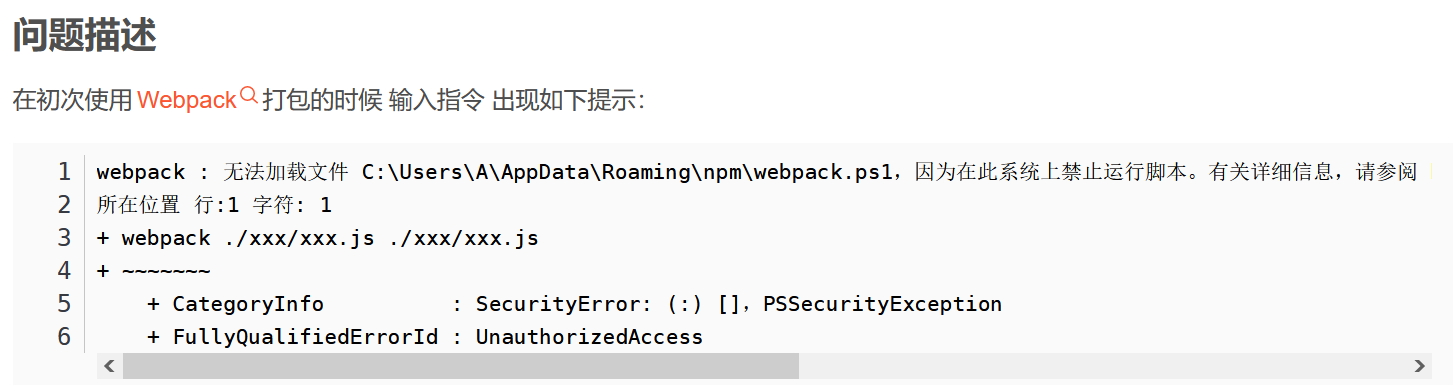 问题描述
在初次使用 Webpack 打包的时候 输入指令 出现如下提示：
1 webpack : 无法加载文件 C:\Users\A\AppData\Roaming\npm\webpack.ps1，因为在此系统上禁止运行脚本。有关详细信息，请参阅
2 所在位置 行:1 字符: 1
3 + webpack ./xxx/xxx.js ./xxx/xxx.js
4 + ~~~~~~~
5     + CategoryInfo          : SecurityError: (:) []，PSSecurityException
6     + FullyQualifiedErrorId : UnauthorizedAccess